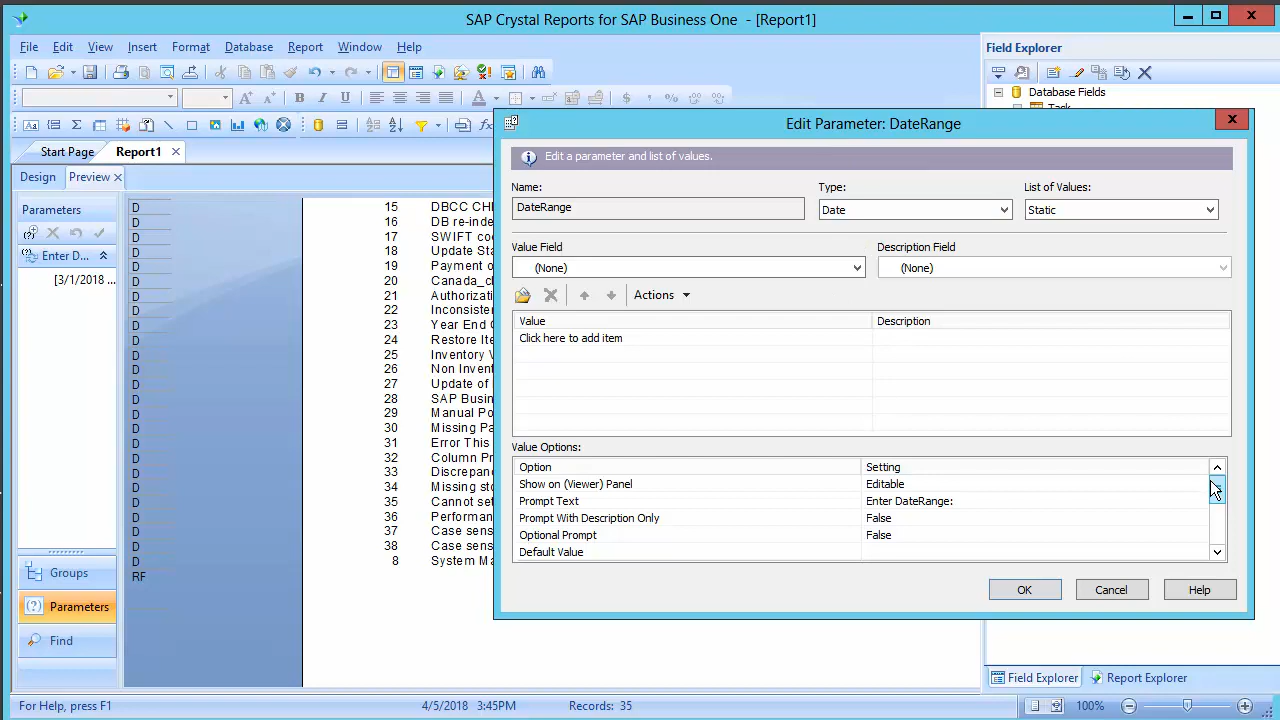 SAP Crystal Reports for SAP Business One - [Report1]
File Edit View Insert Format Database Report Window Help
Field Explorer
Database Fields
Start Page Report1
Design Preview
Parameters
Enter D...
[3/1/2018 ...
D 15 DBCC CH
D 16 DB re-inde
D 17 SWIFT co
D 18 Update Sta
D 19 Payment o
D 20 Canada_c
D 21 Authorizati
D 22 Inconsiste
D 23 Year End
D 24 Restore Ite
D 25 Inventory V
D 26 Non Invent
D 27 Update of
D 28 SAP Busin
D 29 Manual Po
D 30 Missing Pa
D 31 Error This
D 32 Column Pr
D 33 Discrepan
D 34 Missing sto
D 35 Cannot set
D 36 Performan
D 37 Case sens
D 38 Case sens
D 8 System Ma
RF
Groups
Parameters
Find
Edit Parameter: DateRange
Edit a parameter and list of values.
Name: Type: List of Values:
DateRange Date Static
Value Field Description Field
(None) (None)
Actions
Value Description
Click here to add item
Value Options:
Option Setting
Show on (Viewer) Panel Editable
Prompt Text Enter DateRange:
Prompt With Description Only False
Optional Prompt False
Default Value
OK Cancel Help
Field Explorer Report Explorer
For Help, press F1 4/5/2018 3:45PM Records: 35 100%